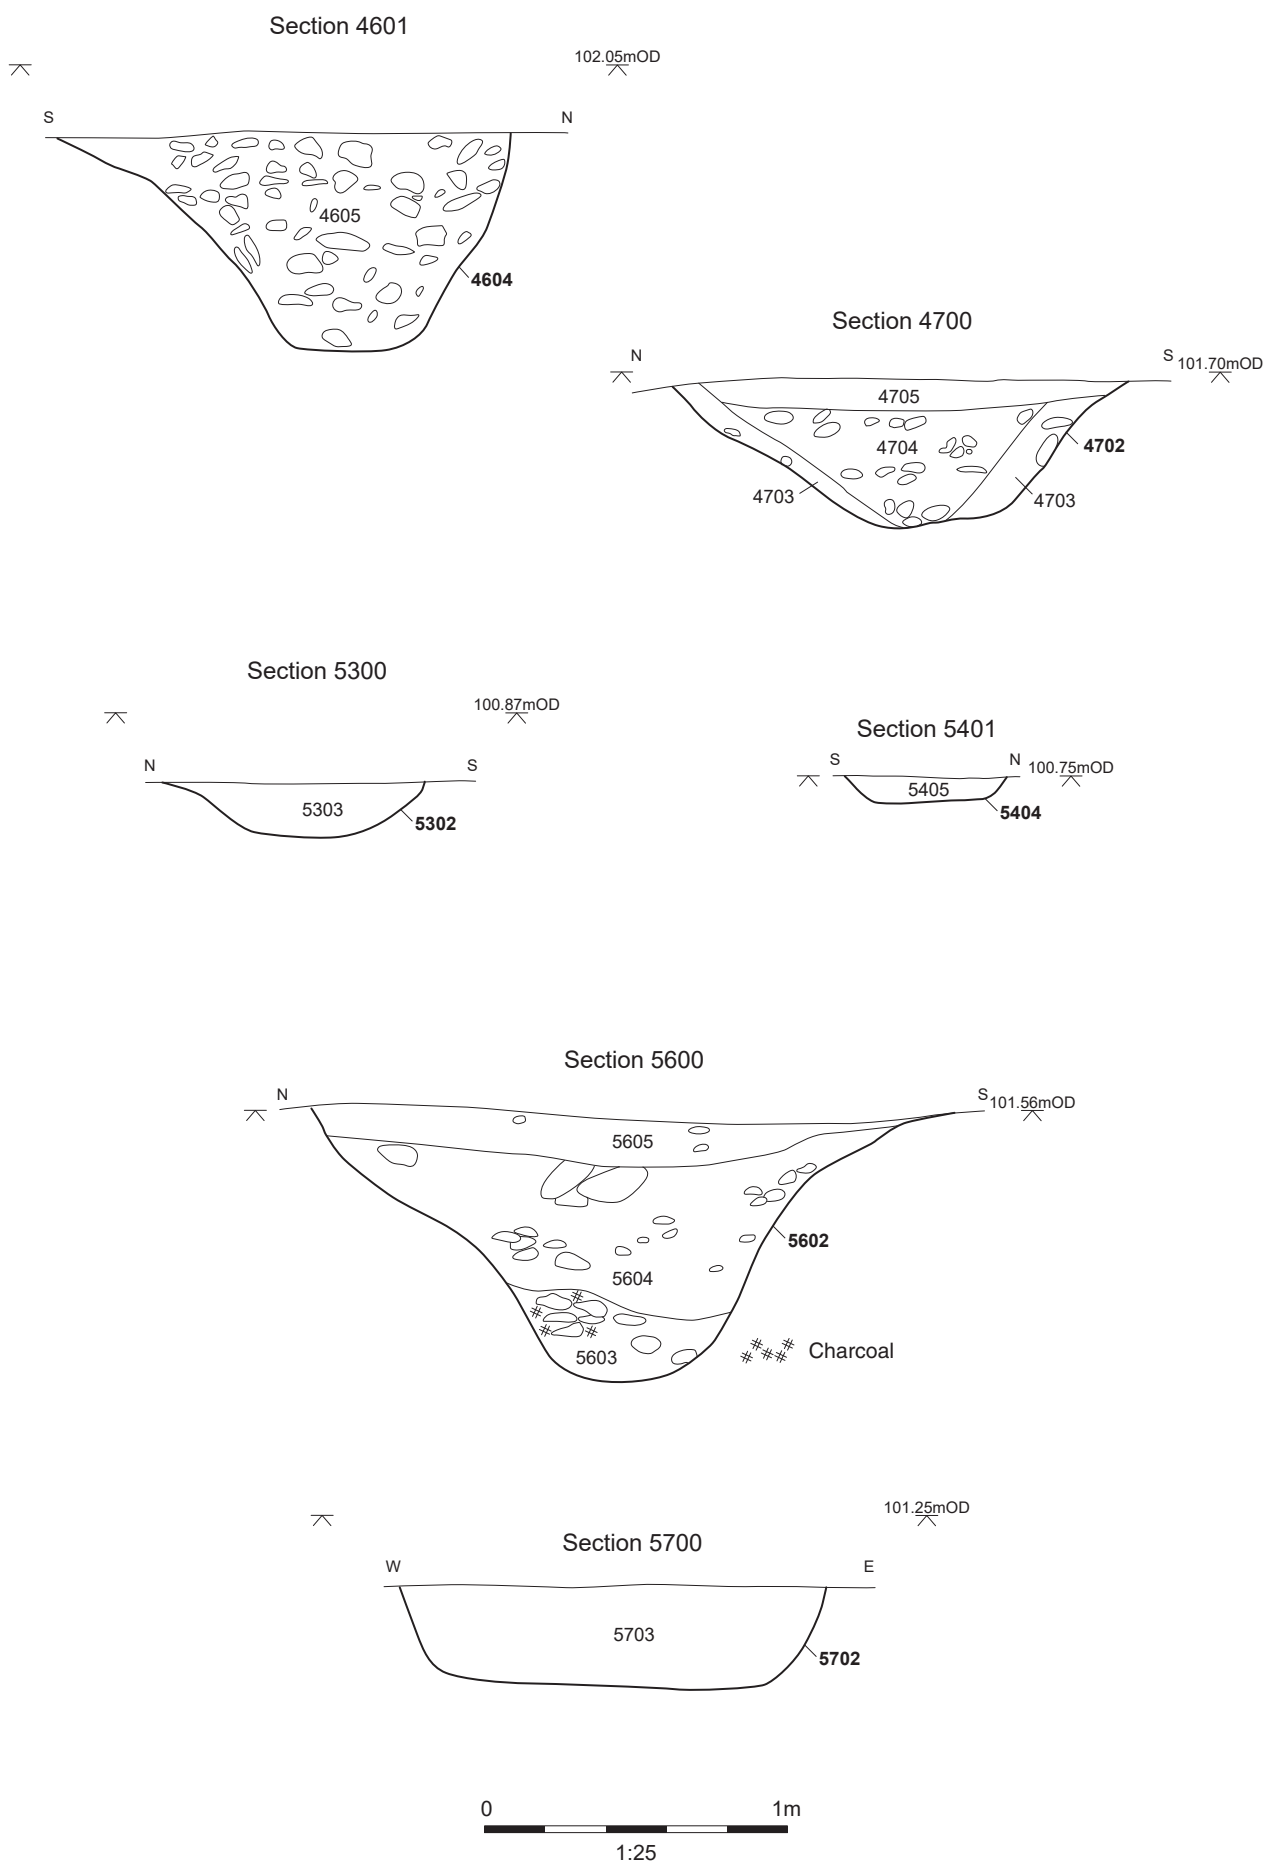 Section 4601
102.05mOD
S N
4605
4604
Section 4700
N S 101.70mOD
4705
4704
4702
4703
4703
Section 5300
100.87mOD
N S
5303
5302
Section 5401
S N 100.75mOD
5405
5404
Section 5600
N S 101.56mOD
5605
5602
5604
5603
Charcoal
101.25mOD
Section 5700
W E
5703
5702
0 1m
1:25